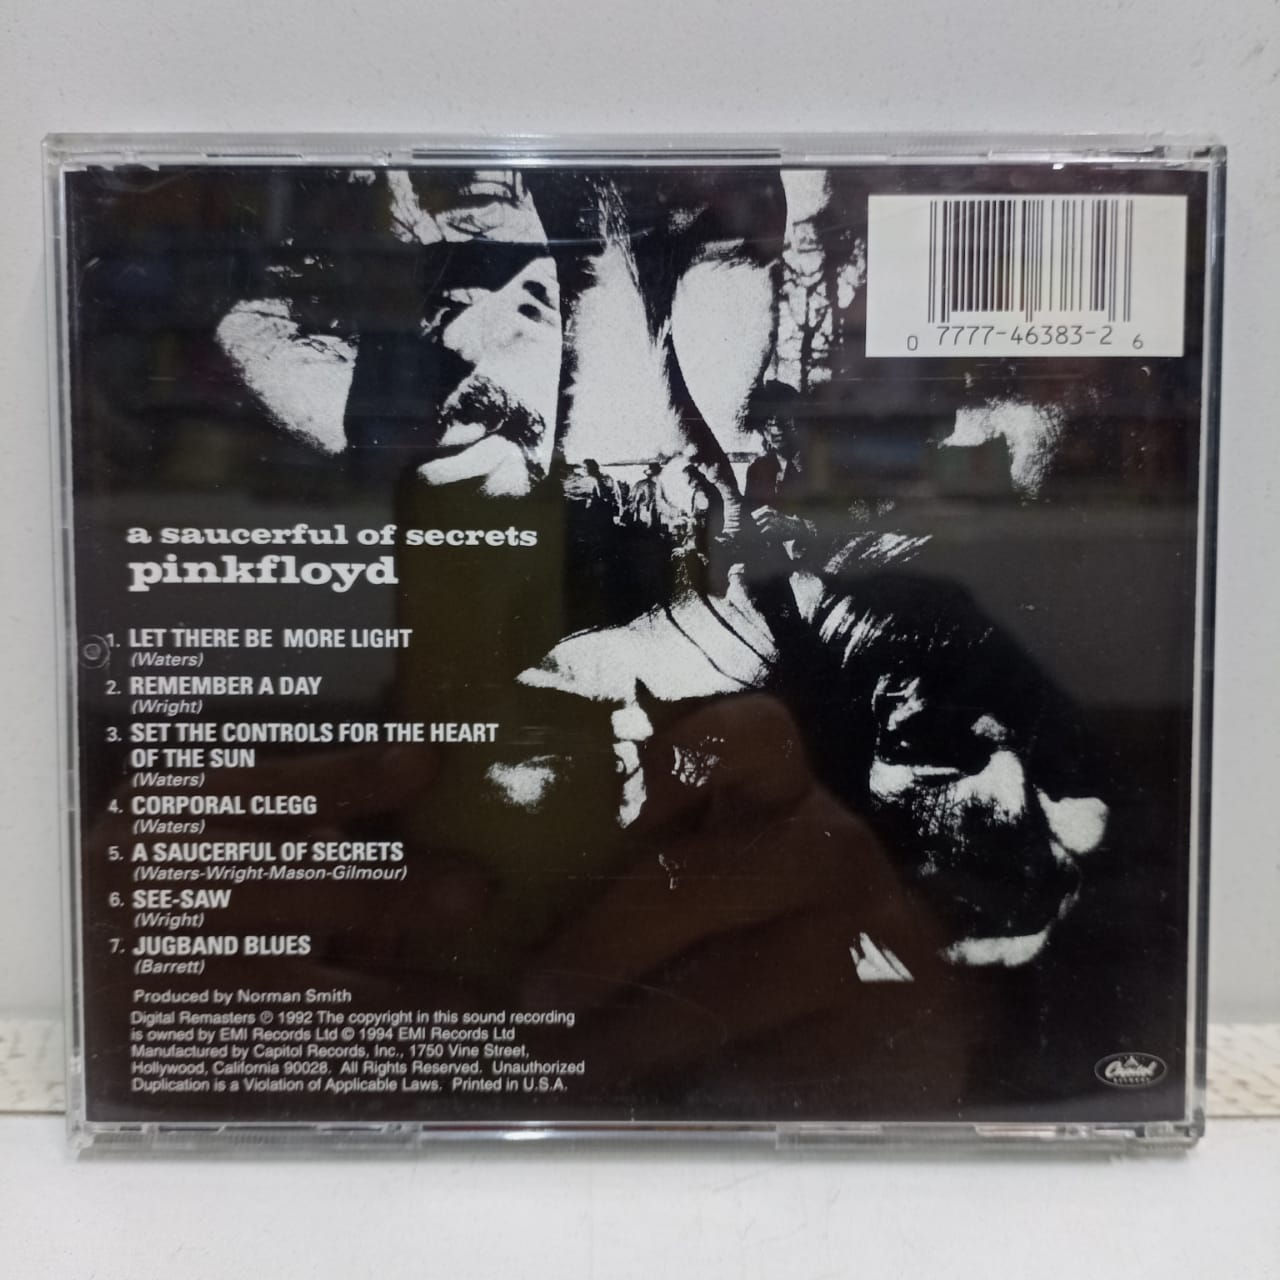 0 7777-46383-2 6
a saucerful of secrets
pinkfloyd
1. LET THERE BE MORE LIGHT
(Waters)
2. REMEMBER A DAY
(Wright)
3. SET THE CONTROLS FOR THE HEART
OF THE SUN
(Waters)
4. CORPORAL CLEGG
(Waters)
5. A SAUCERFUL OF SECRETS
(Waters-Wright-Mason-Gilmour)
6. SEE-SAW
(Wright)
7. JUGBAND BLUES
(Barrett)
Produced by Norman Smith
Digital Remasters ℗ 1992 The copyright in this sound recording
is owned by EMI Records Ltd © 1994 EMI Records Ltd
Manufactured by Capitol Records, Inc., 1750 Vine Street,
Hollywood, California 90028. All Rights Reserved. Unauthorized
Duplication is a Violation of Applicable Laws. Printed in U.S.A.
Capitol
RECORDS